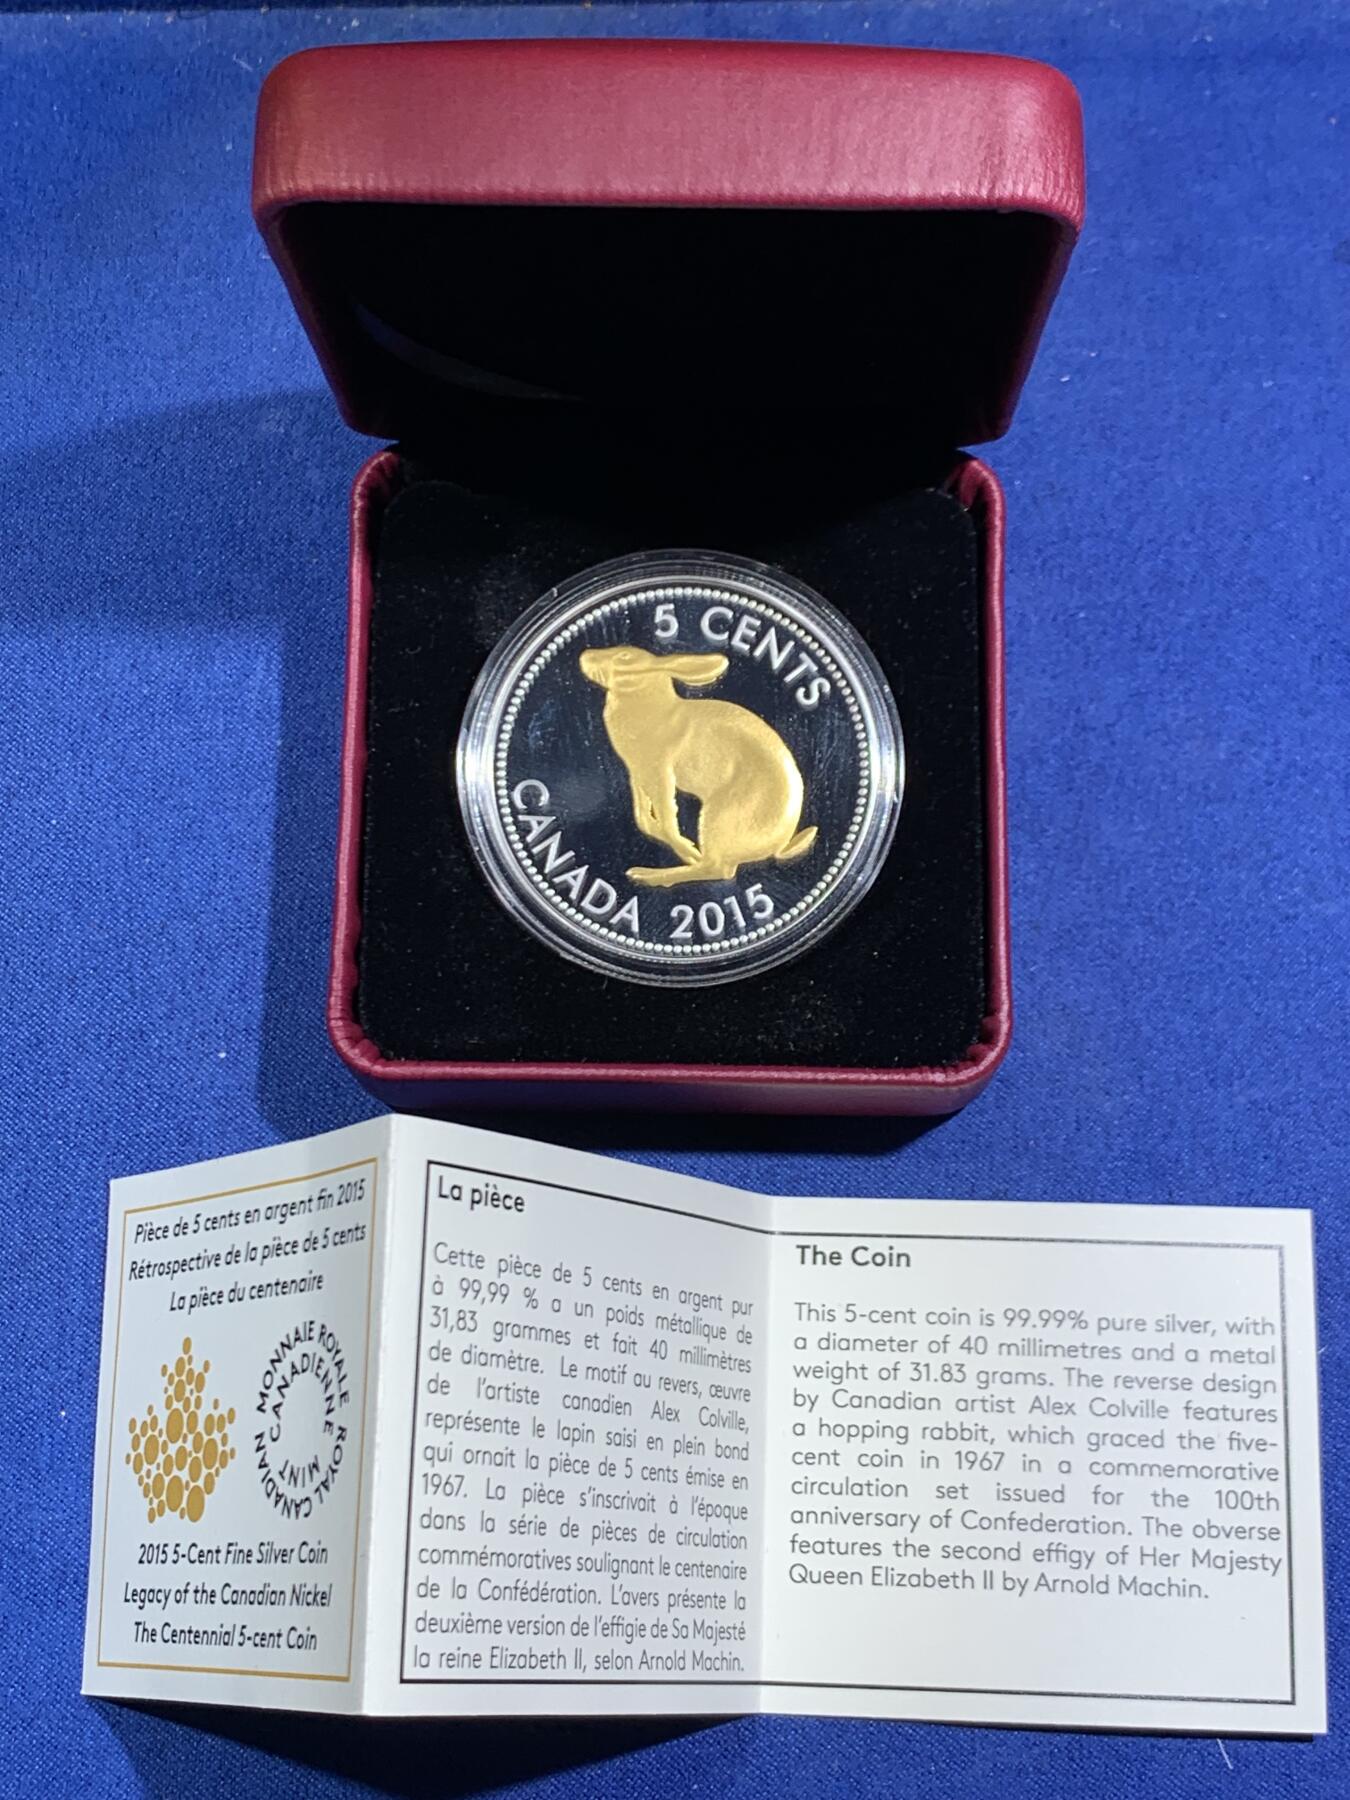 5 CENTS
CANADA 2015
Pièce de 5 cents en argent fin 2015
Rétrospective de la pièce de 5 cents
La pièce du centenaire
MONNAIE ROYALE CANADIENNE
ROYAL CANADIAN MINT
2015 5-Cent Fine Silver Coin
Legacy of the Canadian Nickel
The Centennial 5-cent Coin
La pièce
Cette pièce de 5 cents en argent pur
à 99,99 % a un poids métallique de
31,83 grammes et fait 40 millimètres
de diamètre. Le motif au revers, œuvre
de l'artiste canadien Alex Colville,
représente le lapin saisi en plein bond
qui ornait la pièce de 5 cents émise en
1967. La pièce s'inscrivait à l'époque
dans la série de pièces de circulation
commémoratives soulignant le centenaire
de la Confédération. L'avers présente la
deuxième version de l'effigie de Sa Majesté
la reine Elizabeth II, selon Arnold Machin.
The Coin
This 5-cent coin is 99.99% pure silver, with
a diameter of 40 millimetres and a metal
weight of 31.83 grams. The reverse design
by Canadian artist Alex Colville features
a hopping rabbit, which graced the five-
cent coin in 1967 in a commemorative
circulation set issued for the 100th
anniversary of Confederation. The obverse
features the second effigy of Her Majesty
Queen Elizabeth II by Arnold Machin.